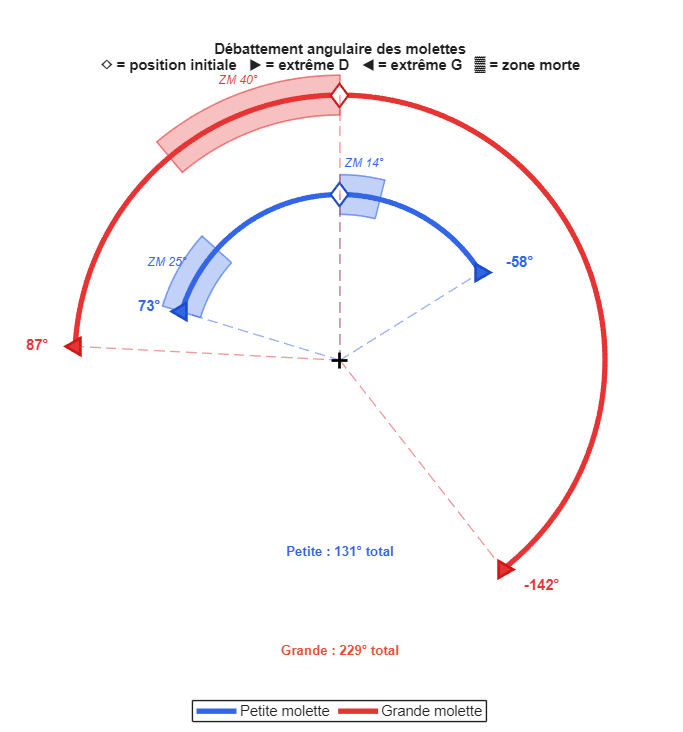 Débattement angulaire des molettes
◇ = position initiale ► = extrême D ◄ = extrême G ▒ = zone morte
ZM 40°
ZM 14°
ZM 25°
-58°
73°
87°
-142°
Petite : 131° total
Grande : 229° total
Petite molette Grande molette